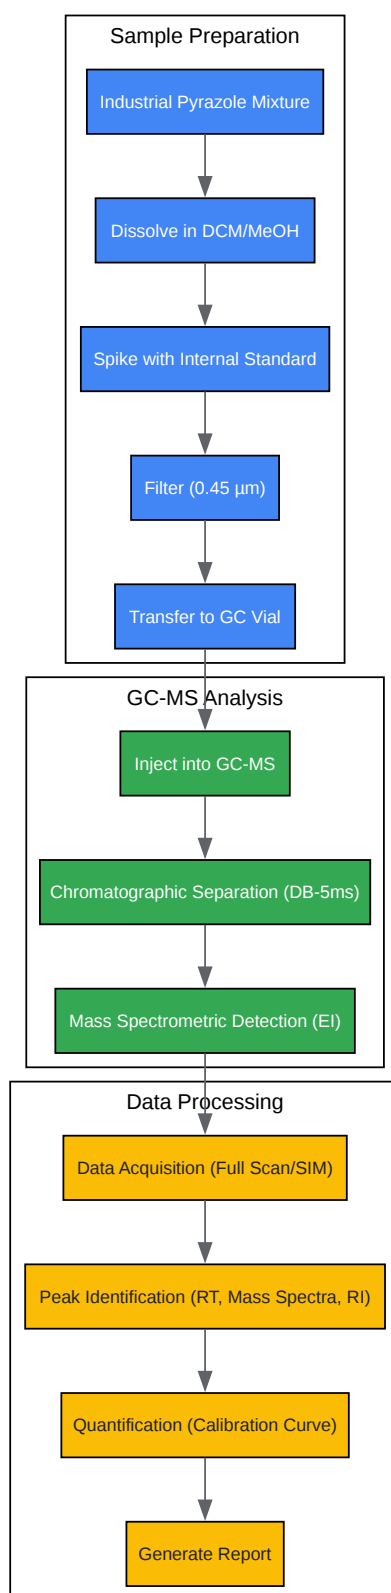 Sample Preparation
Industrial Pyrazole Mixture
Dissolve in DCM/MeOH
Spike with Internal Standard
Filter (0.45 µm)
Transfer to GC Vial
GC-MS Analysis
Inject into GC-MS
Chromatographic Separation (DB-5ms)
Mass Spectrometric Detection (EI)
Data Processing
Data Acquisition (Full Scan/SIM)
Peak Identification (RT, Mass Spectra, RI)
Quantification (Calibration Curve)
Generate Report